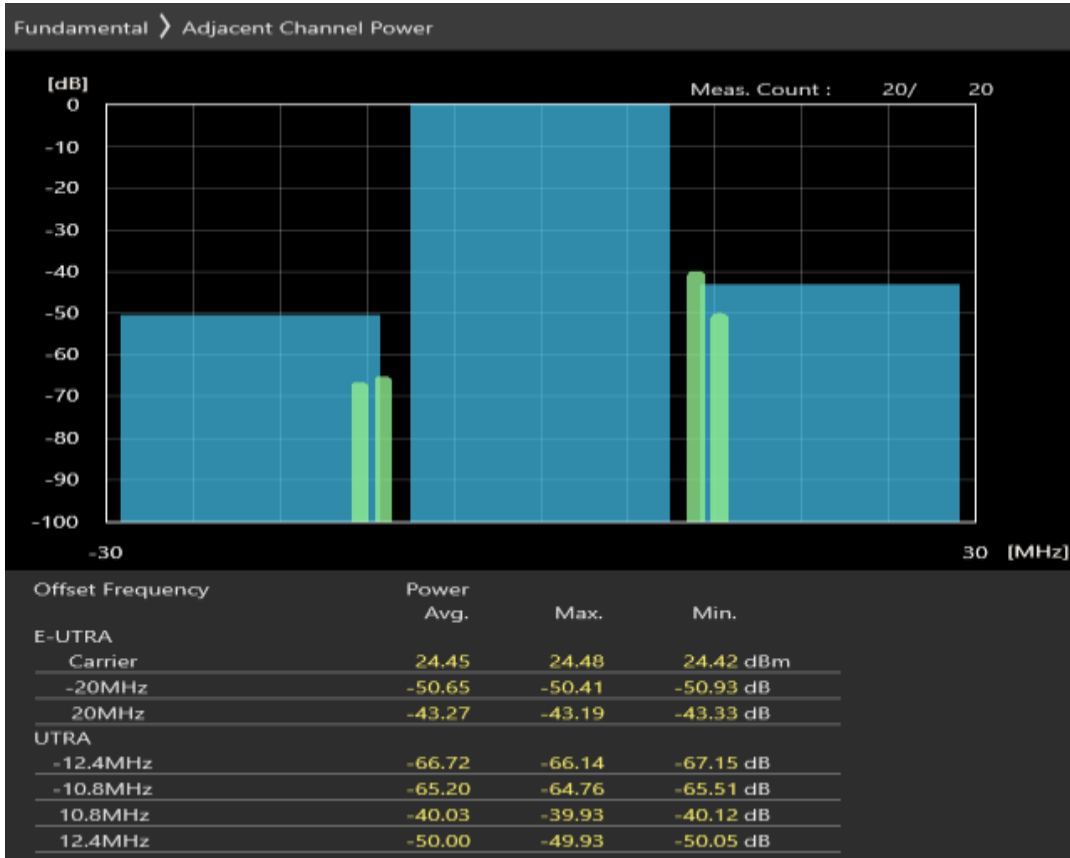 Fundamental ❯ Adjacent Channel Power
[dB]
Meas. Count : 20/ 20
0
-10
-20
-30
-40
-50
-60
-70
-80
-90
-100
-30 30 [MHz]
Offset Frequency Power
Avg. Max. Min.
E-UTRA
Carrier 24.45 24.48 24.42 dBm
-20MHz -50.65 -50.41 -50.93 dB
20MHz -43.27 -43.19 -43.33 dB
UTRA
-12.4MHz -66.72 -66.14 -67.15 dB
-10.8MHz -65.20 -64.76 -65.51 dB
10.8MHz -40.03 -39.93 -40.12 dB
12.4MHz -50.00 -49.93 -50.05 dB